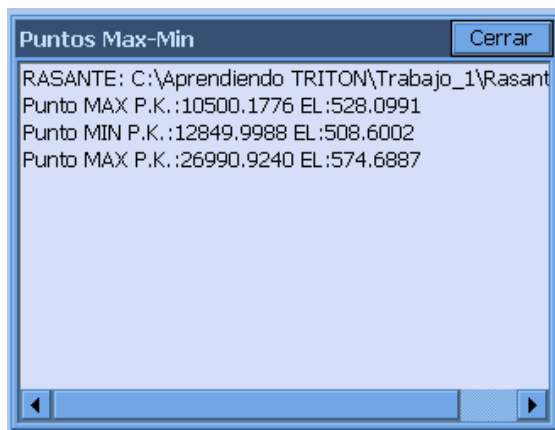 Puntos Max-Min
Cerrar
RASANTE: C:\Aprendiendo TRITON\Trabajo_1\Rasant
Punto MAX P.K.:10500.1776 EL:528.0991
Punto MIN P.K.:12849.9988 EL:508.6002
Punto MAX P.K.:26990.9240 EL:574.6887